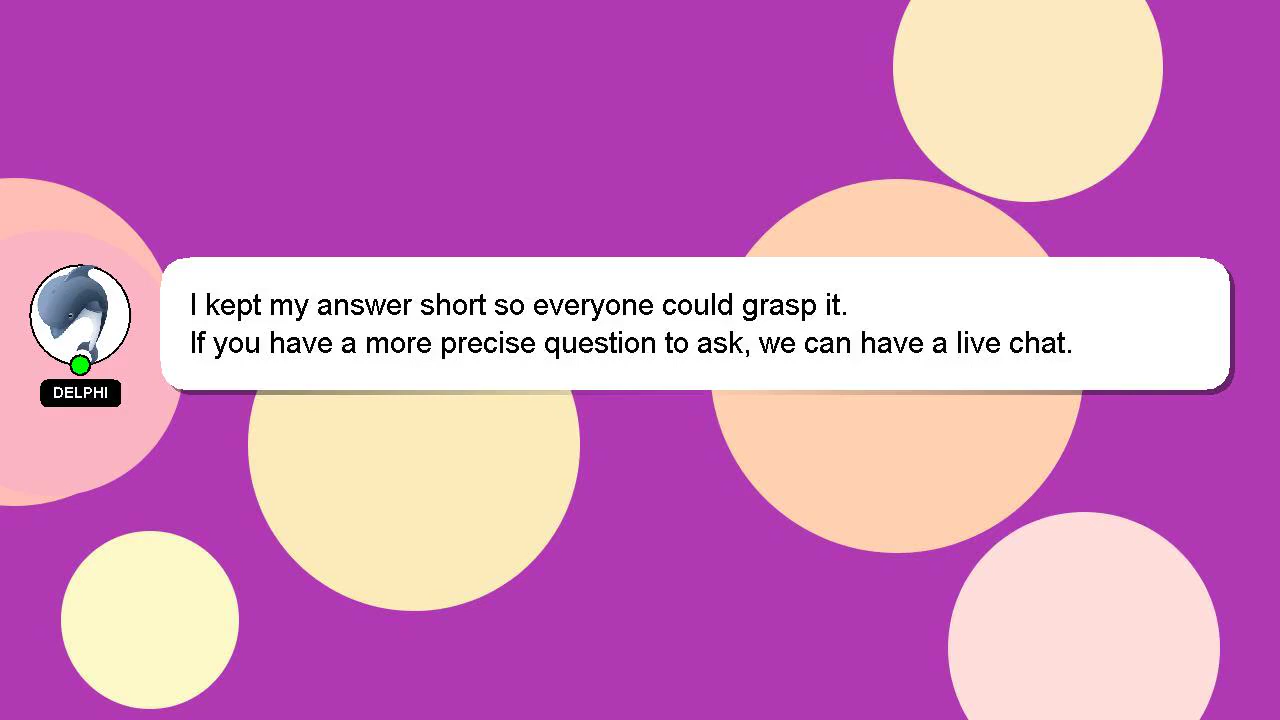 I kept my answer short so everyone could grasp it.
If you have a more precise question to ask, we can have a live chat.
DELPHI